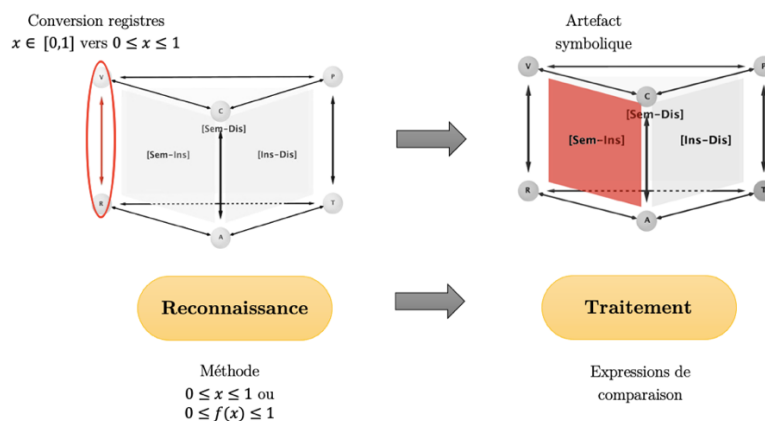 Conversion registres
x ∈ [0,1] vers 0 ≤ x ≤ 1
V
P
C
[Sem-Dis]
[Sem-Ins]
[Ins-Dis]
R
T
A
Artefact
symbolique
V
P
C
[Sem-Dis]
[Sem-Ins]
[Ins-Dis]
R
T
A
Reconnaissance
Traitement
Méthode
0 ≤ x ≤ 1 ou
0 ≤ f(x) ≤ 1
Expressions de
comparaison